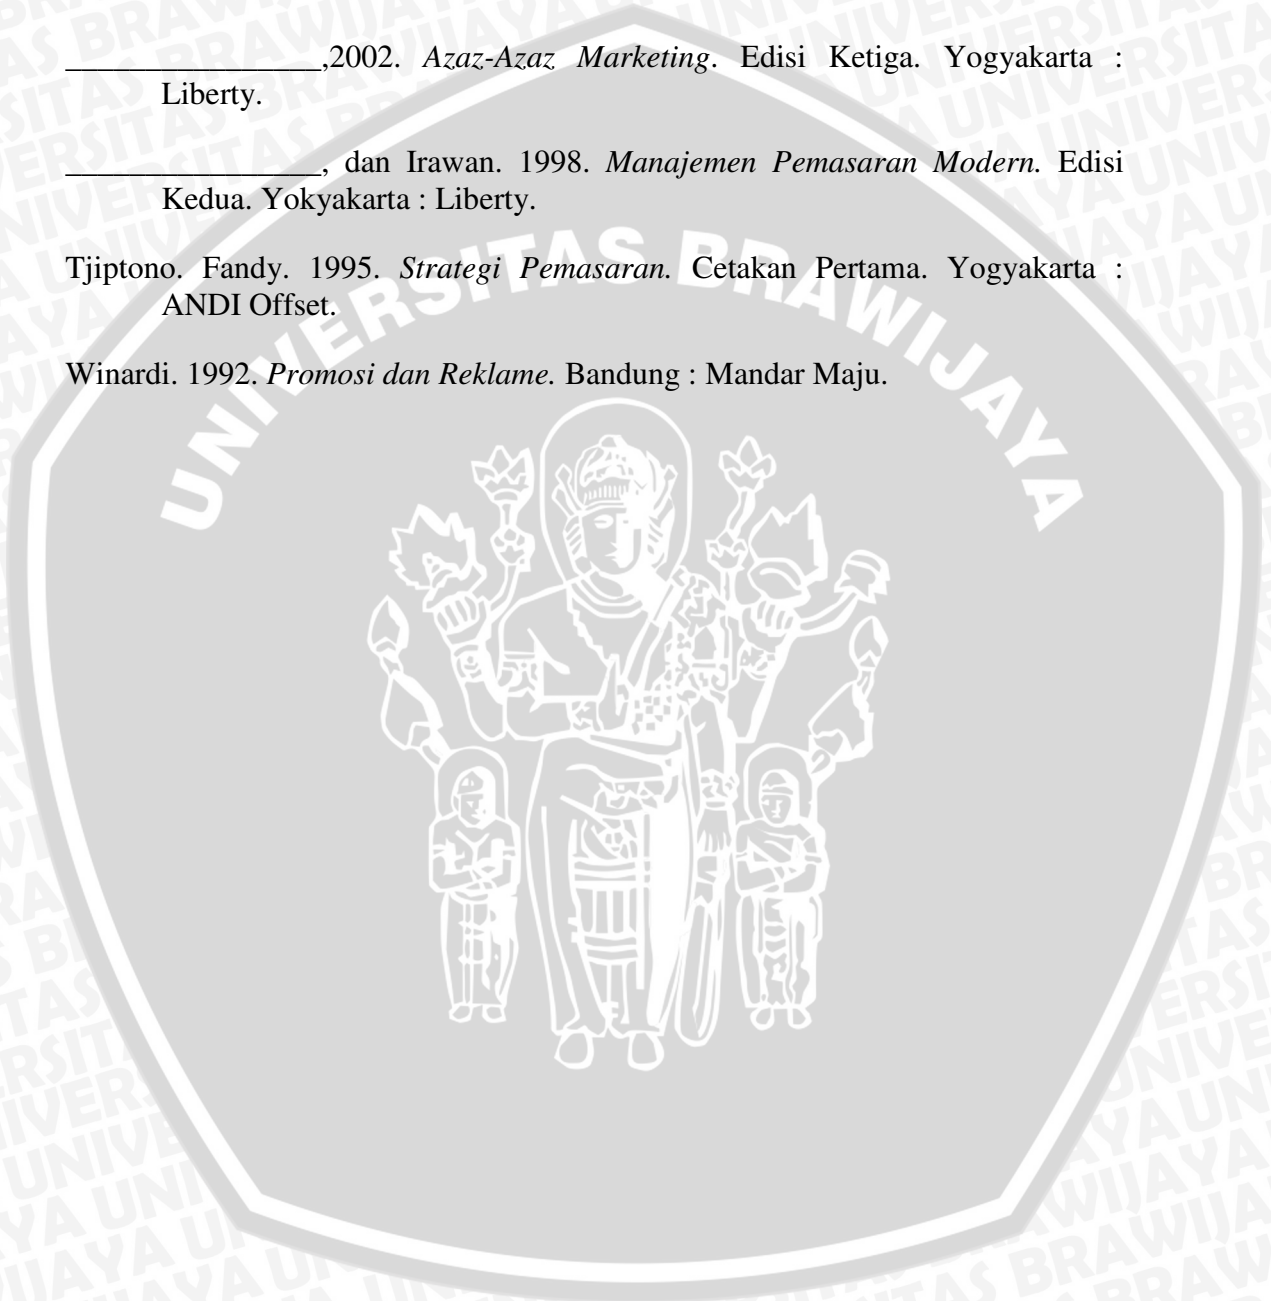 ________________,2002. Azaz-Azaz Marketing. Edisi Ketiga. Yogyakarta :
Liberty.
________________, dan Irawan. 1998. Manajemen Pemasaran Modern. Edisi
Kedua. Yokyakarta : Liberty.
Tjiptono. Fandy. 1995. Strategi Pemasaran. Cetakan Pertama. Yogyakarta :
ANDI Offset.
Winardi. 1992. Promosi dan Reklame. Bandung : Mandar Maju.
UNIVERSITAS BRAWIJAYA